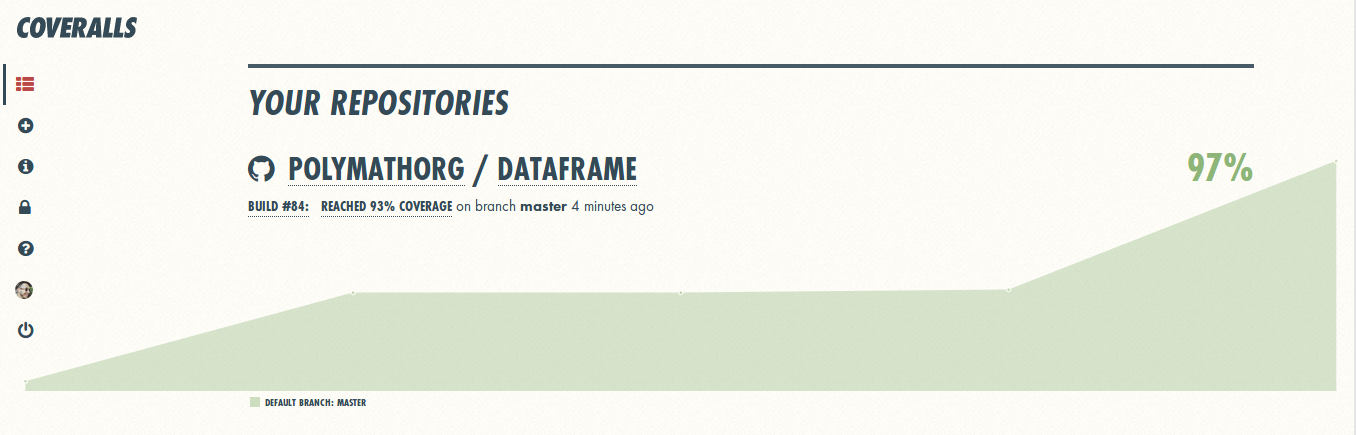 COVERALLS
YOUR REPOSITORIES
POLYMATHORG / DATAFRAME
97%
BUILD #84: REACHED 93% COVERAGE on branch master 4 minutes ago
DEFAULT BRANCH: MASTER